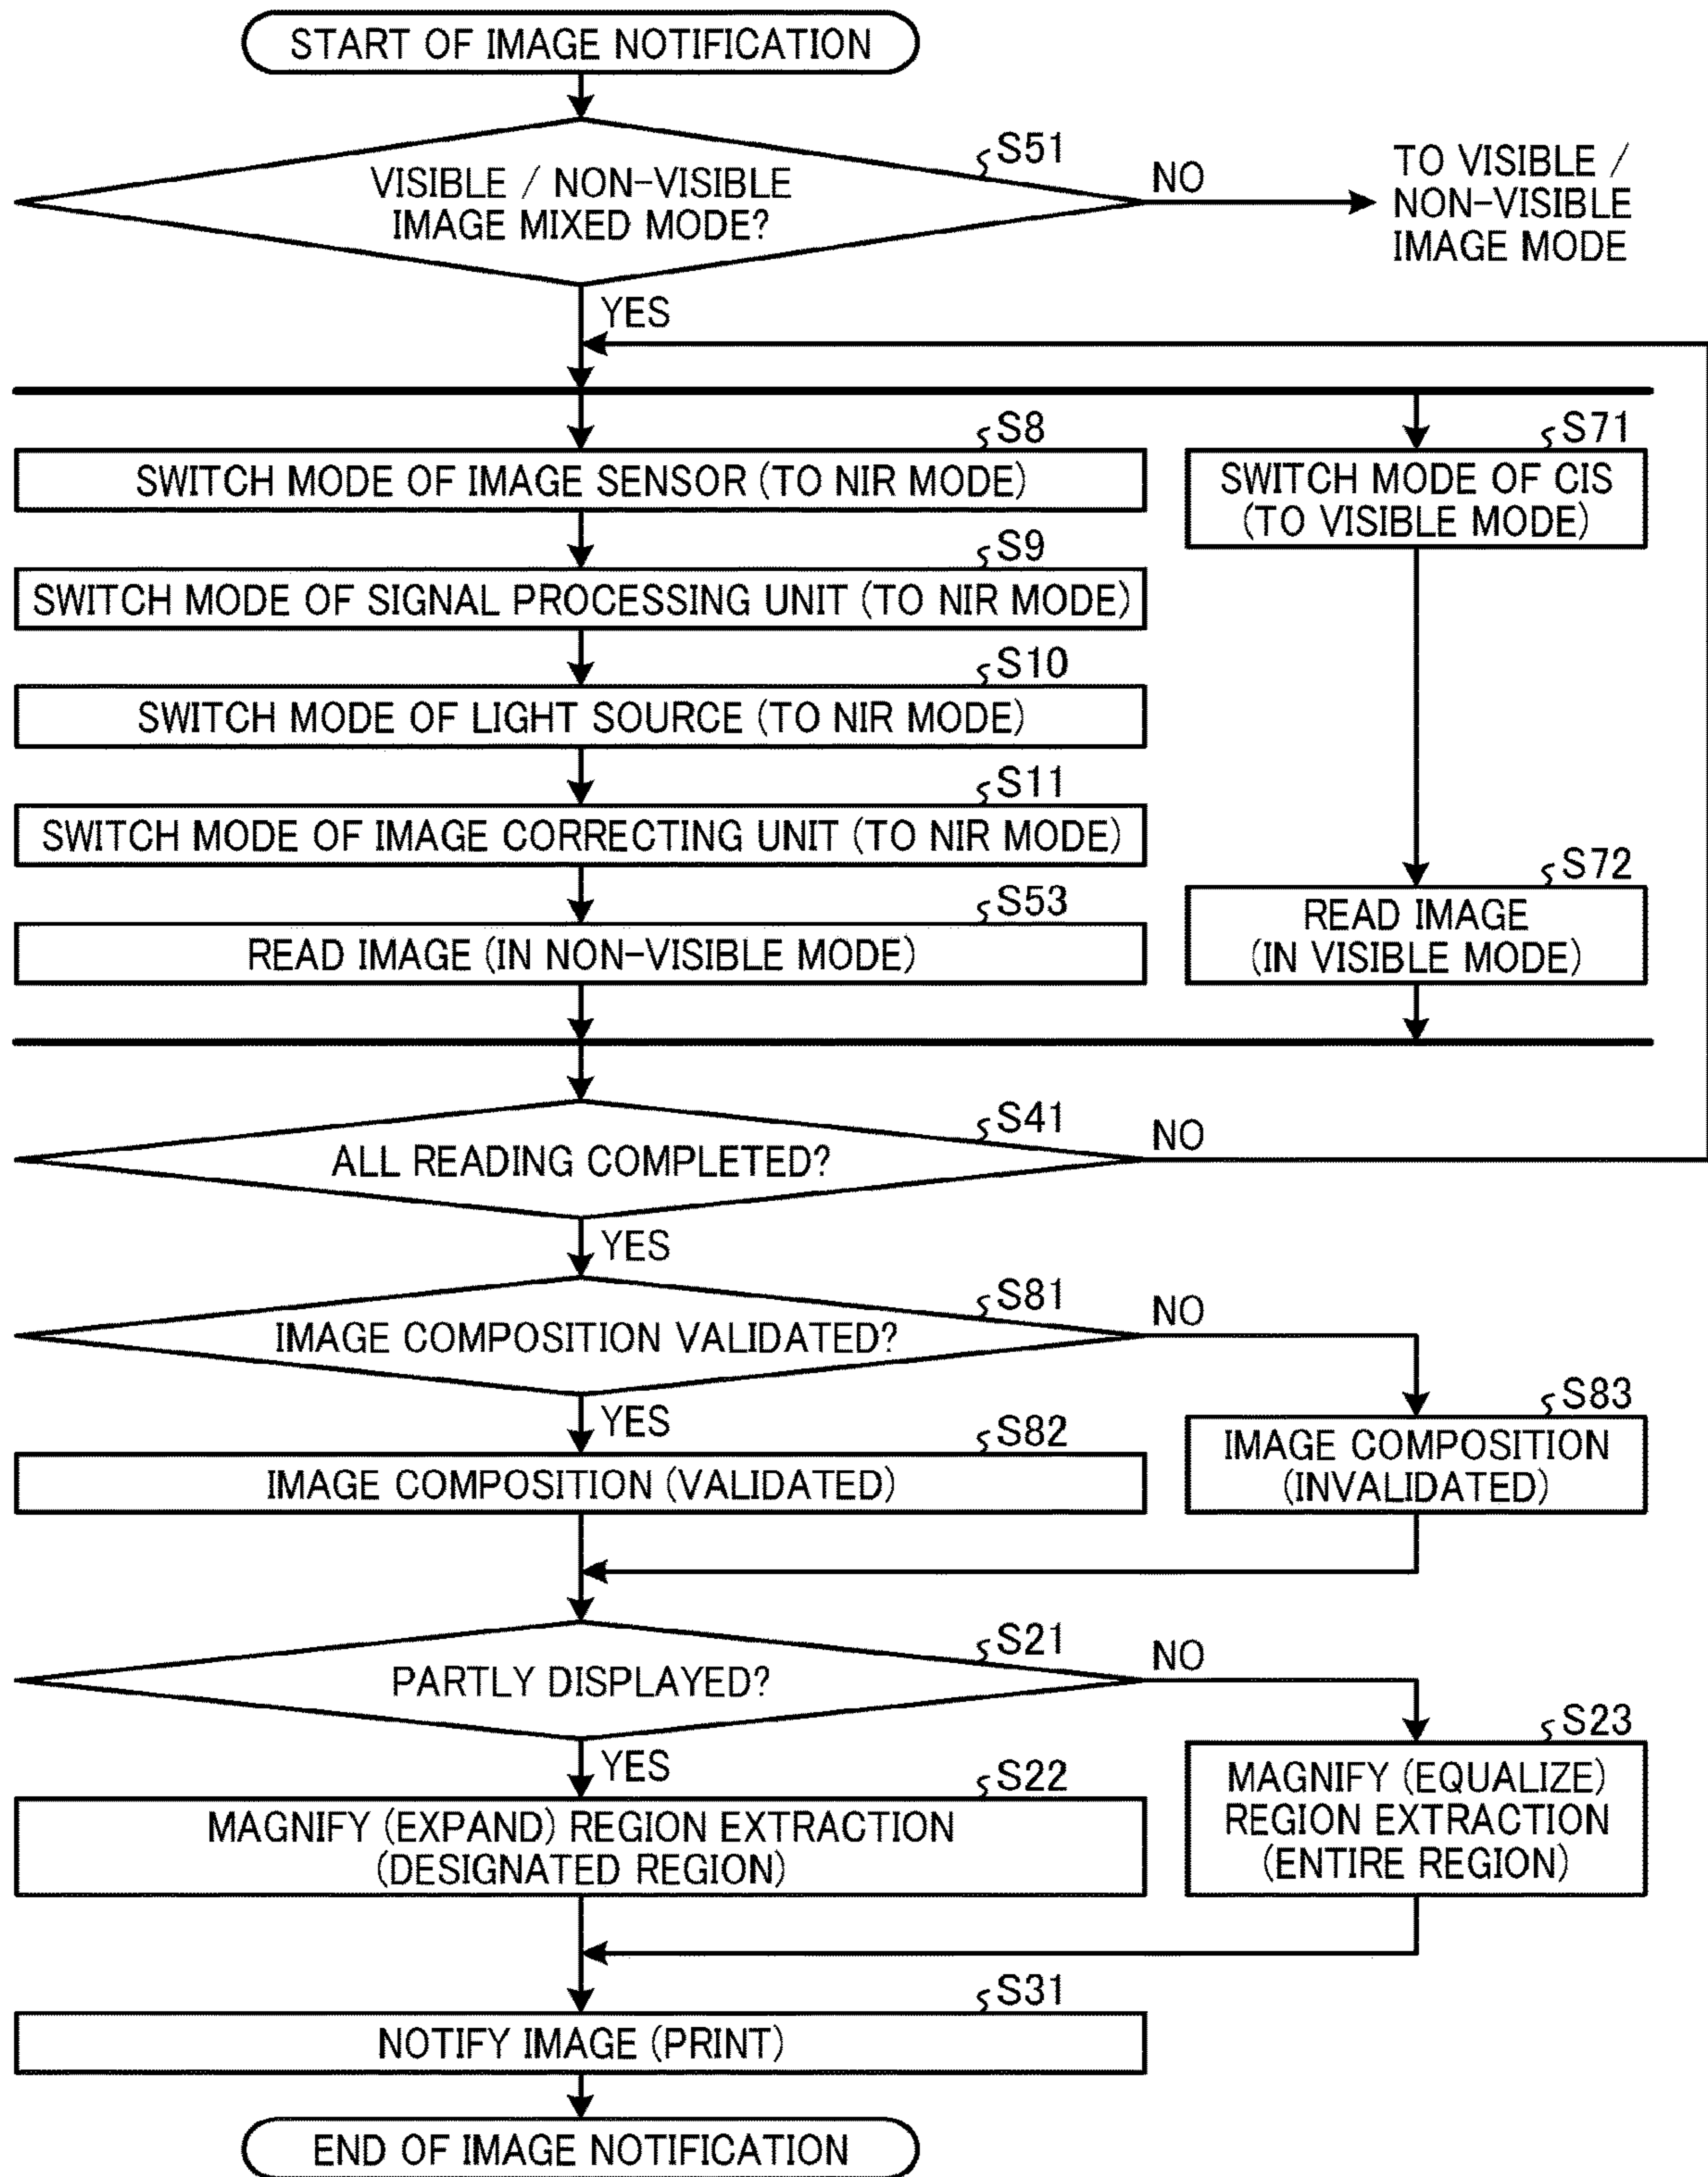 START OF IMAGE NOTIFICATION
S51
VISIBLE / NON-VISIBLE
IMAGE MIXED MODE?
NO
TO VISIBLE /
NON-VISIBLE
IMAGE MODE
YES
S8
SWITCH MODE OF IMAGE SENSOR (TO NIR MODE)
S71
SWITCH MODE OF CIS
(TO VISIBLE MODE)
S9
SWITCH MODE OF SIGNAL PROCESSING UNIT (TO NIR MODE)
S10
SWITCH MODE OF LIGHT SOURCE (TO NIR MODE)
S11
SWITCH MODE OF IMAGE CORRECTING UNIT (TO NIR MODE)
S72
READ IMAGE
(IN VISIBLE MODE)
S53
READ IMAGE (IN NON-VISIBLE MODE)
S41
ALL READING COMPLETED?
NO
YES
S81
IMAGE COMPOSITION VALIDATED?
NO
YES
S82
IMAGE COMPOSITION (VALIDATED)
S83
IMAGE COMPOSITION
(INVALIDATED)
S21
PARTLY DISPLAYED?
NO
YES
S22
MAGNIFY (EXPAND) REGION EXTRACTION
(DESIGNATED REGION)
S23
MAGNIFY (EQUALIZE)
REGION EXTRACTION
(ENTIRE REGION)
S31
NOTIFY IMAGE (PRINT)
END OF IMAGE NOTIFICATION